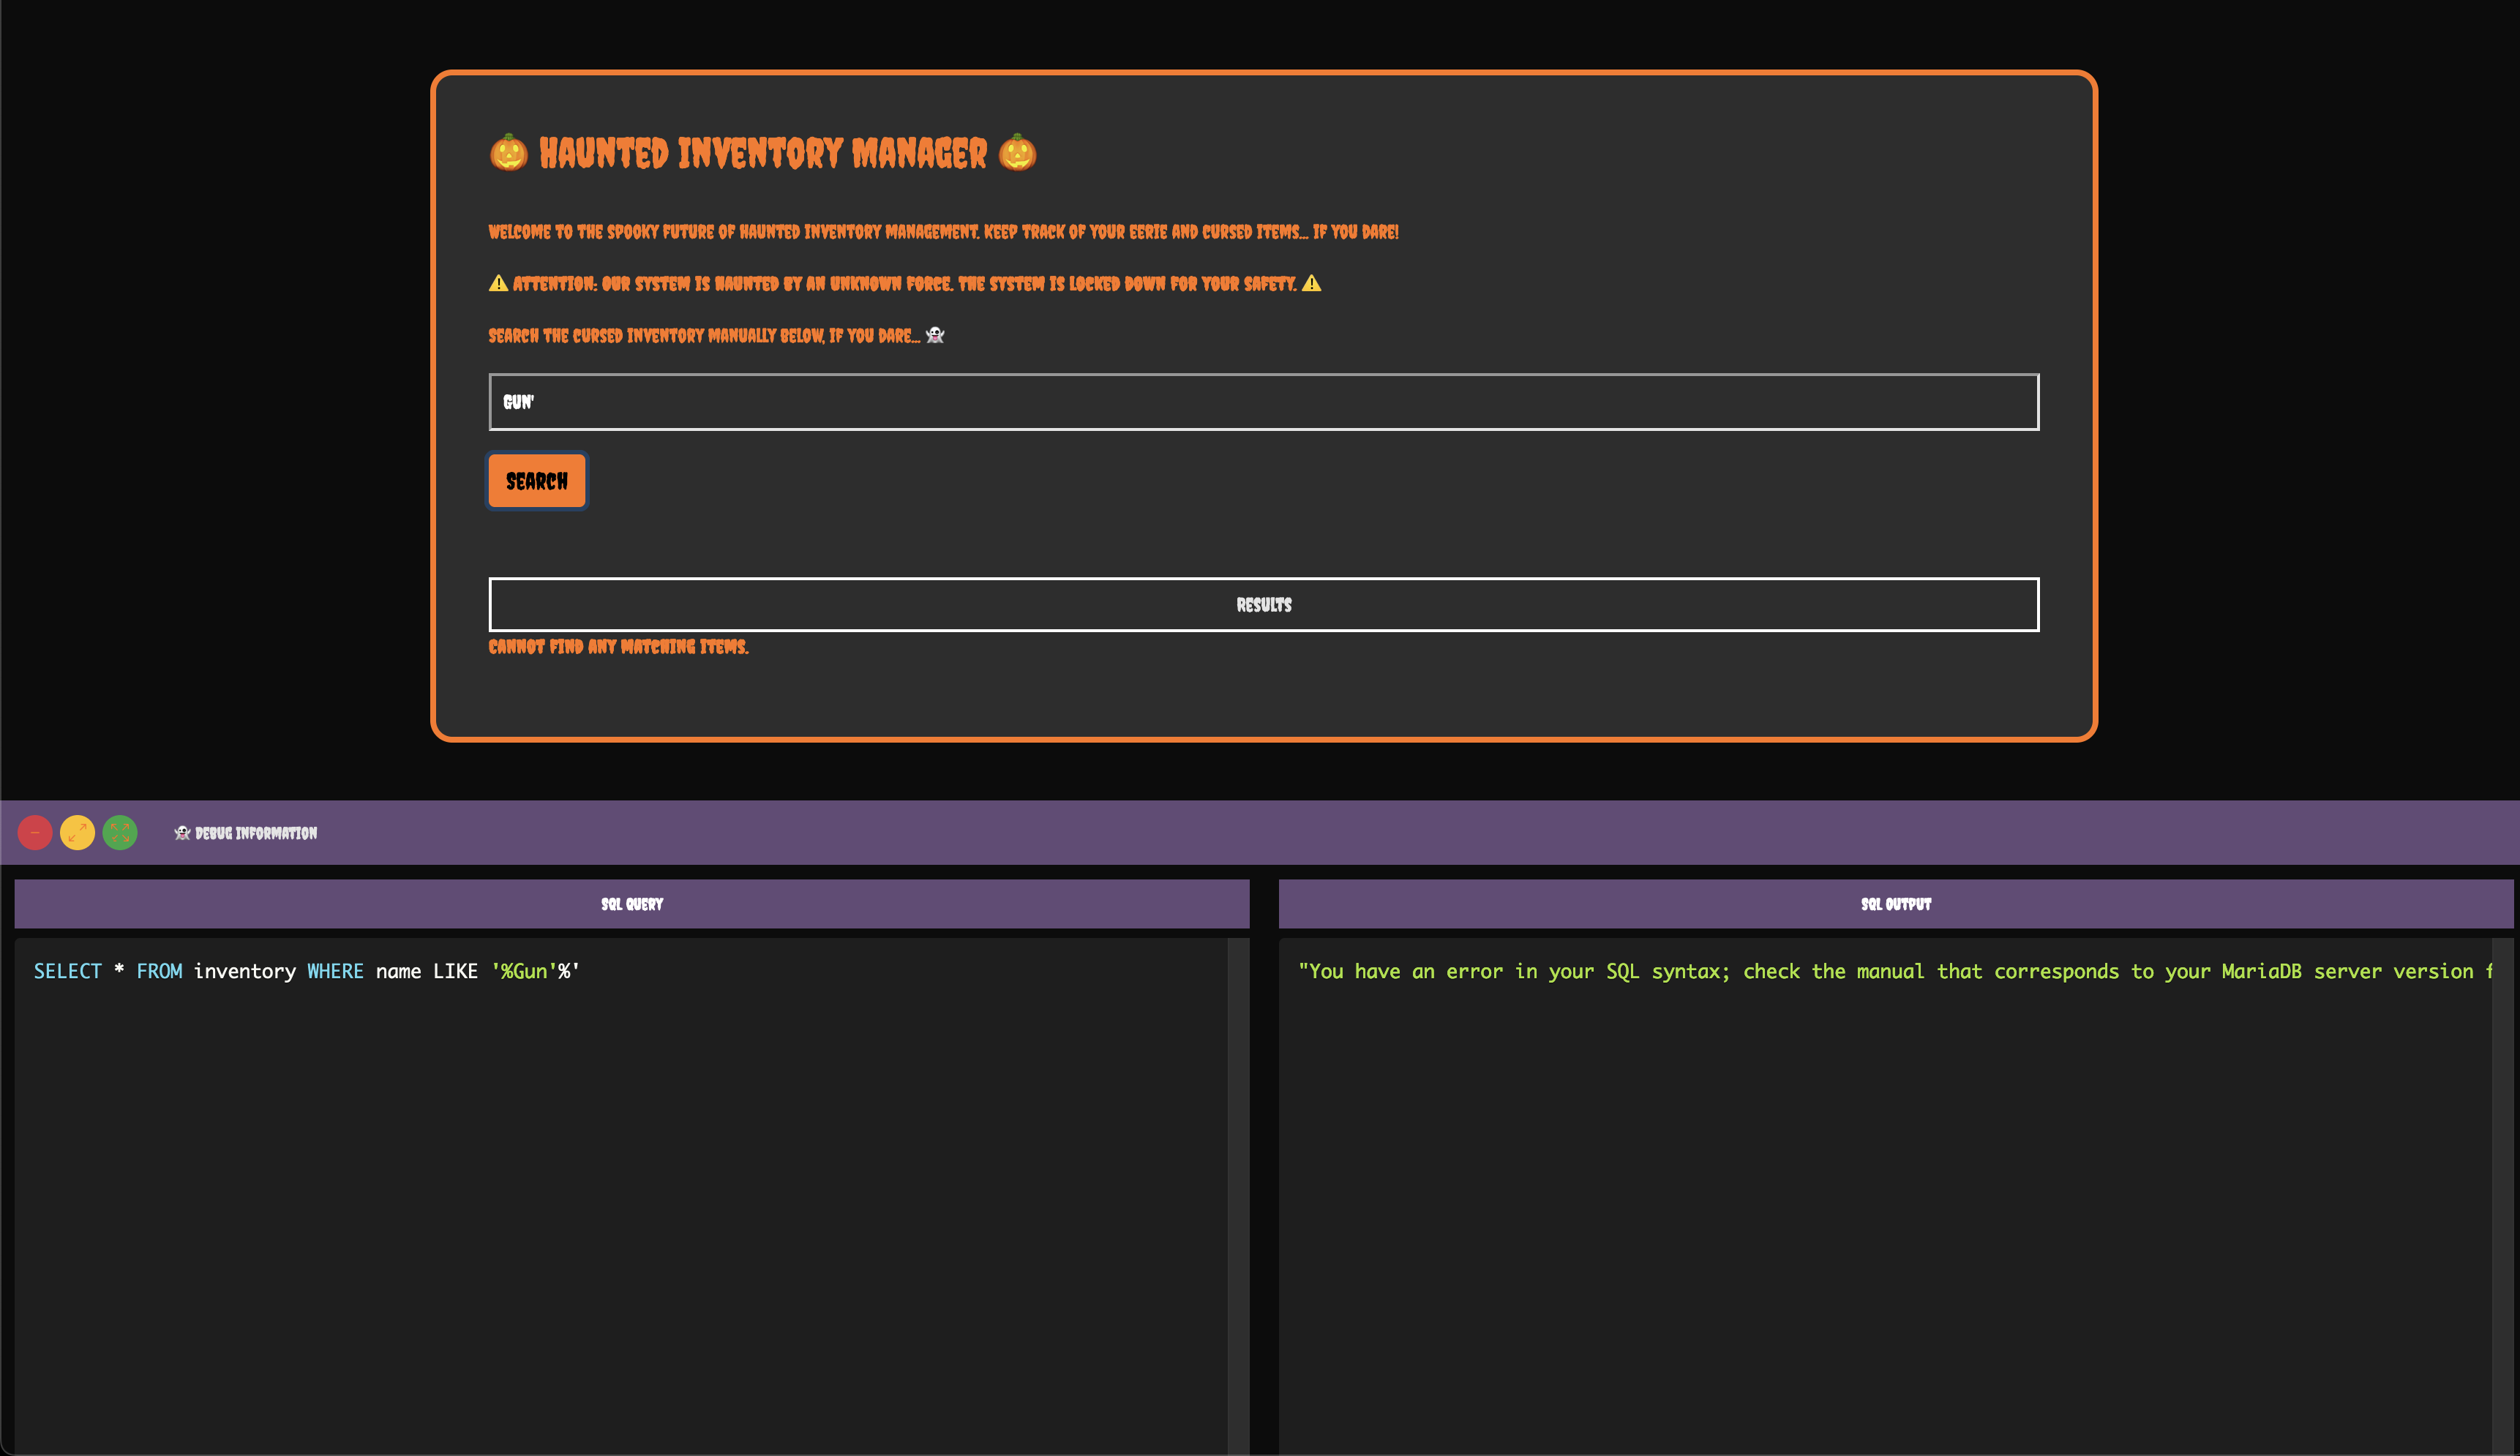 🎃 HAUNTED INVENTORY MANAGER 🎃
WELCOME TO THE SPOOKY FUTURE OF HAUNTED INVENTORY MANAGEMENT. KEEP TRACK OF YOUR EERIE AND CURSED ITEMS... IF YOU DARE!
⚠️ ATTENTION: OUR SYSTEM IS HAUNTED BY AN UNKNOWN FORCE. THE SYSTEM IS LOCKED DOWN FOR YOUR SAFETY. ⚠️
SEARCH THE CURSED INVENTORY MANUALLY BELOW, IF YOU DARE... 👻
GUN'
SEARCH
RESULTS
CANNOT FIND ANY MATCHING ITEMS.
👻 DEBUG INFORMATION
SQL QUERY
SELECT * FROM inventory WHERE name LIKE '%Gun'%'
SQL OUTPUT
"You have an error in your SQL syntax; check the manual that corresponds to your MariaDB server version f